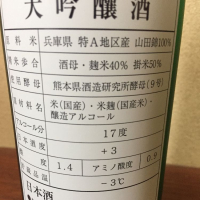 大吟醸酒
原料米 兵庫県 特A地区産 山田錦100%
精米歩合 酒母・麹米40% 掛米50%
使用酵母 熊本県酒造研究所酵母(9号)
原材料名 米(国産)・米麹(国産米)・
醸造アルコール
アルコール分 17度
日本酒度 +3
酸度 1.4 アミノ酸度 0.9
−3℃
日本酒